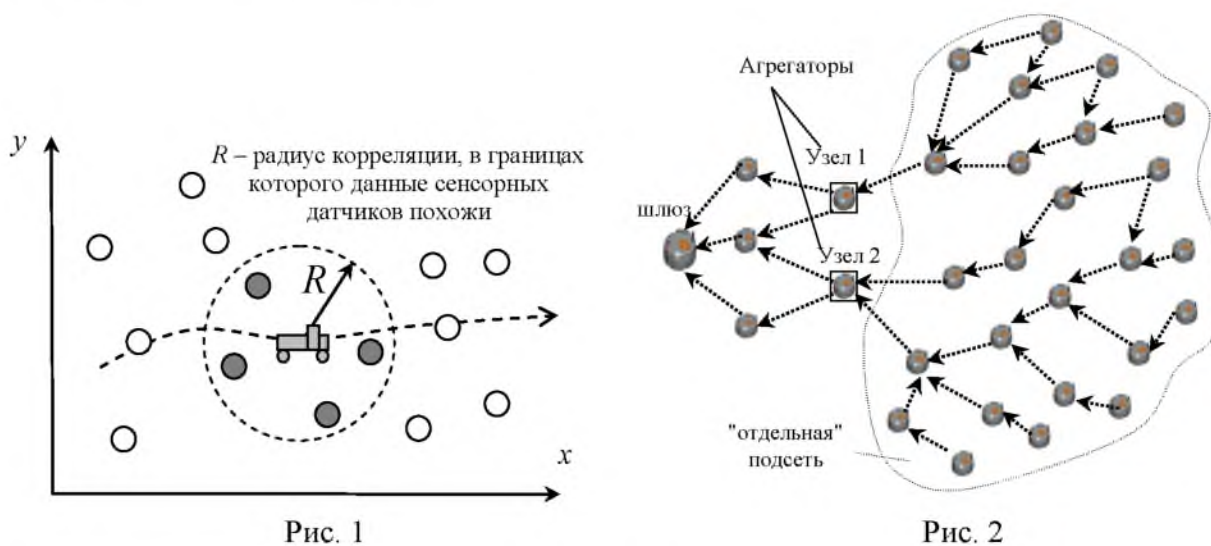 y
R – радиус корреляции, в границах
которого данные сенсорных
датчиков похожи
R
x
Рис. 1
Агрегаторы
Узел 1
шлюз
Узел 2
"отдельная"
подсеть
Рис. 2